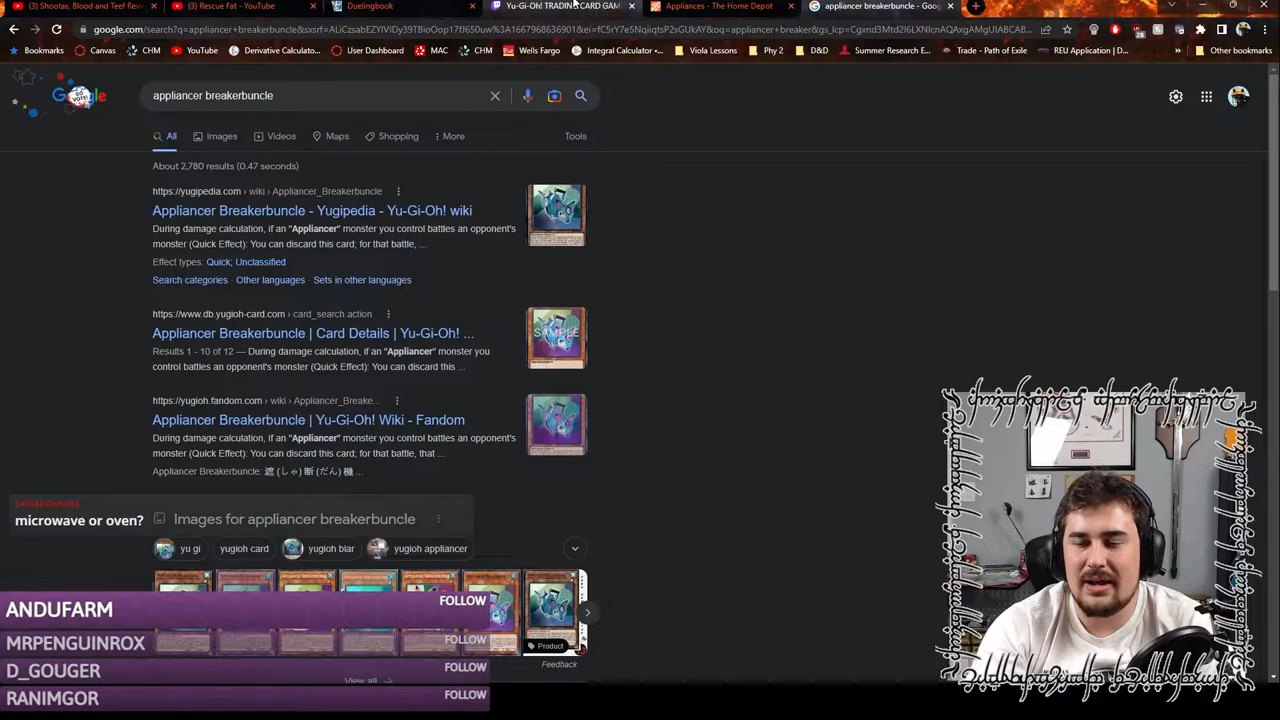 (3) Shootas, Blood and Teef Revie
(3) Rescue Fat - YouTube
Duelingbook
Yu-Gi-Oh! TRADING CARD GAM
Appliances - The Home Depot
appliancer breakerbuncle - Goog
Bookmarks
Canvas
CHM
YouTube
Derivative Calculato...
User Dashboard
MAC
CHM
Wells Fargo
Integral Calculator •...
Viola Lessons
Phy 2
D&D
Summer Research E...
Trade - Path of Exile
REU Application | D...
Other bookmarks
appliancer breakerbuncle
All
Images
Videos
Maps
Shopping
More
Tools
About 2,780 results (0.47 seconds)
https://yugipedia.com › wiki › Appliancer_Breakerbuncle
Appliancer Breakerbuncle - Yugipedia - Yu-Gi-Oh! wiki
During damage calculation, if an "Appliancer" monster you control battles an opponent's
monster (Quick Effect): You can discard this card; for that battle, ...
Effect types: Quick; Unclassified
Search categories · Other languages · Sets in other languages
https://www.db.yugioh-card.com › card_search.action
Appliancer Breakerbuncle | Card Details | Yu-Gi-Oh! ...
Results 1 - 10 of 12 — During damage calculation, if an "Appliancer" monster you
control battles an opponent's monster (Quick Effect): You can discard this ...
SAMPLE
https://yugioh.fandom.com › wiki › Appliancer_Breake...
Appliancer Breakerbuncle | Yu-Gi-Oh! Wiki - Fandom
During damage calculation, if an "Appliancer" monster you control battles an opponent's
monster (Quick Effect): You can discard this card; for that battle, that ...
Appliancer Breakerbuncle: 遮 (しゃ) 断 (だん) 機 ...
microwave or oven?
Images for appliancer breakerbuncle
yu gi
yugioh card
yugioh blar
yugioh appliancer
Product
Feedback
View all
ANDUFARM
FOLLOW
MRPENGUINROX
FOLLOW
D_GOUGER
FOLLOW
RANIMGOR
FOLLOW